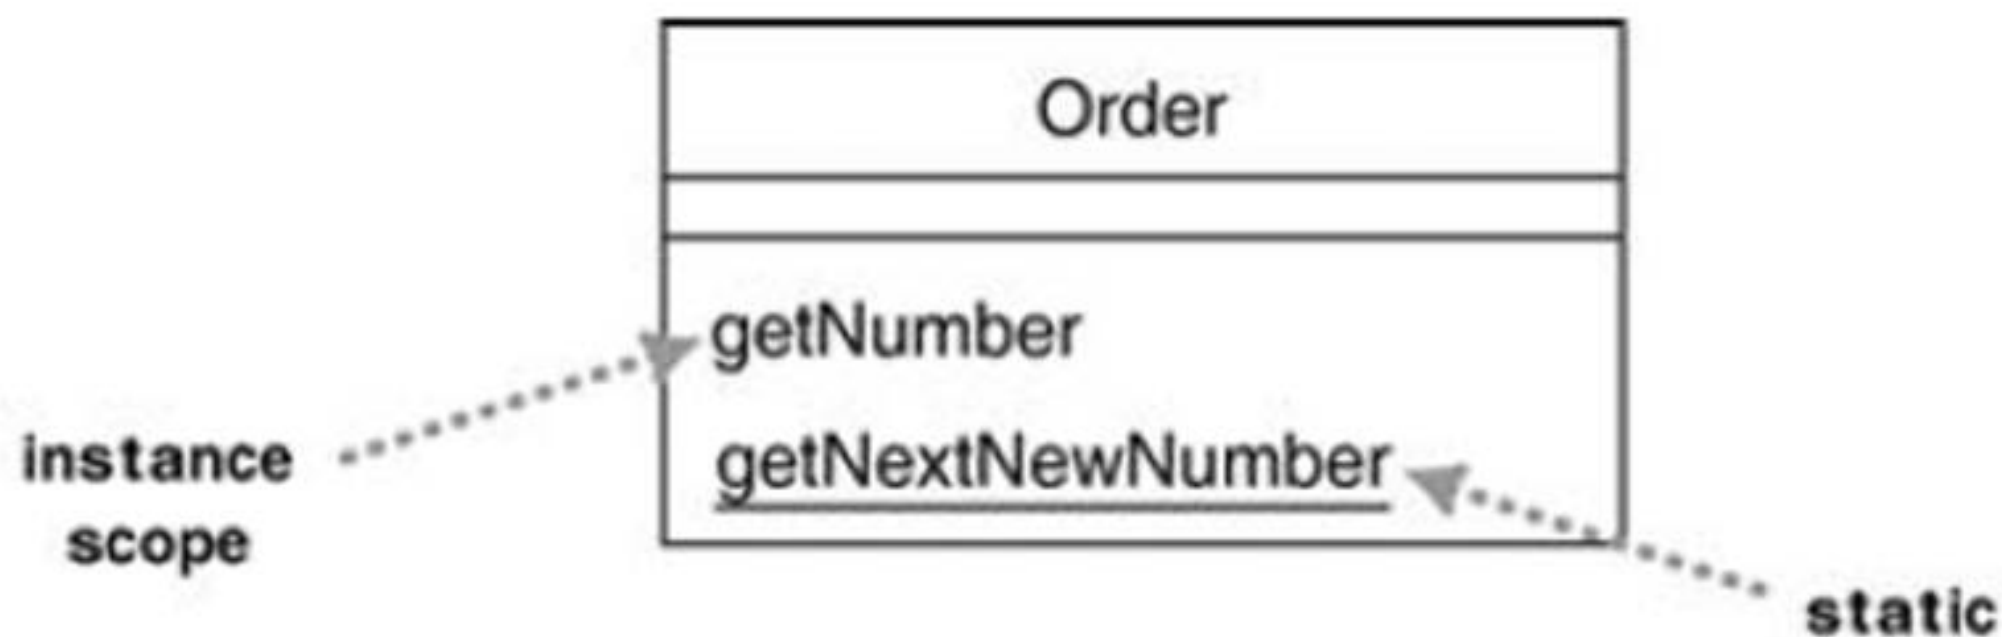 Order
getNumber
getNextNewNumber
instance
scope
static